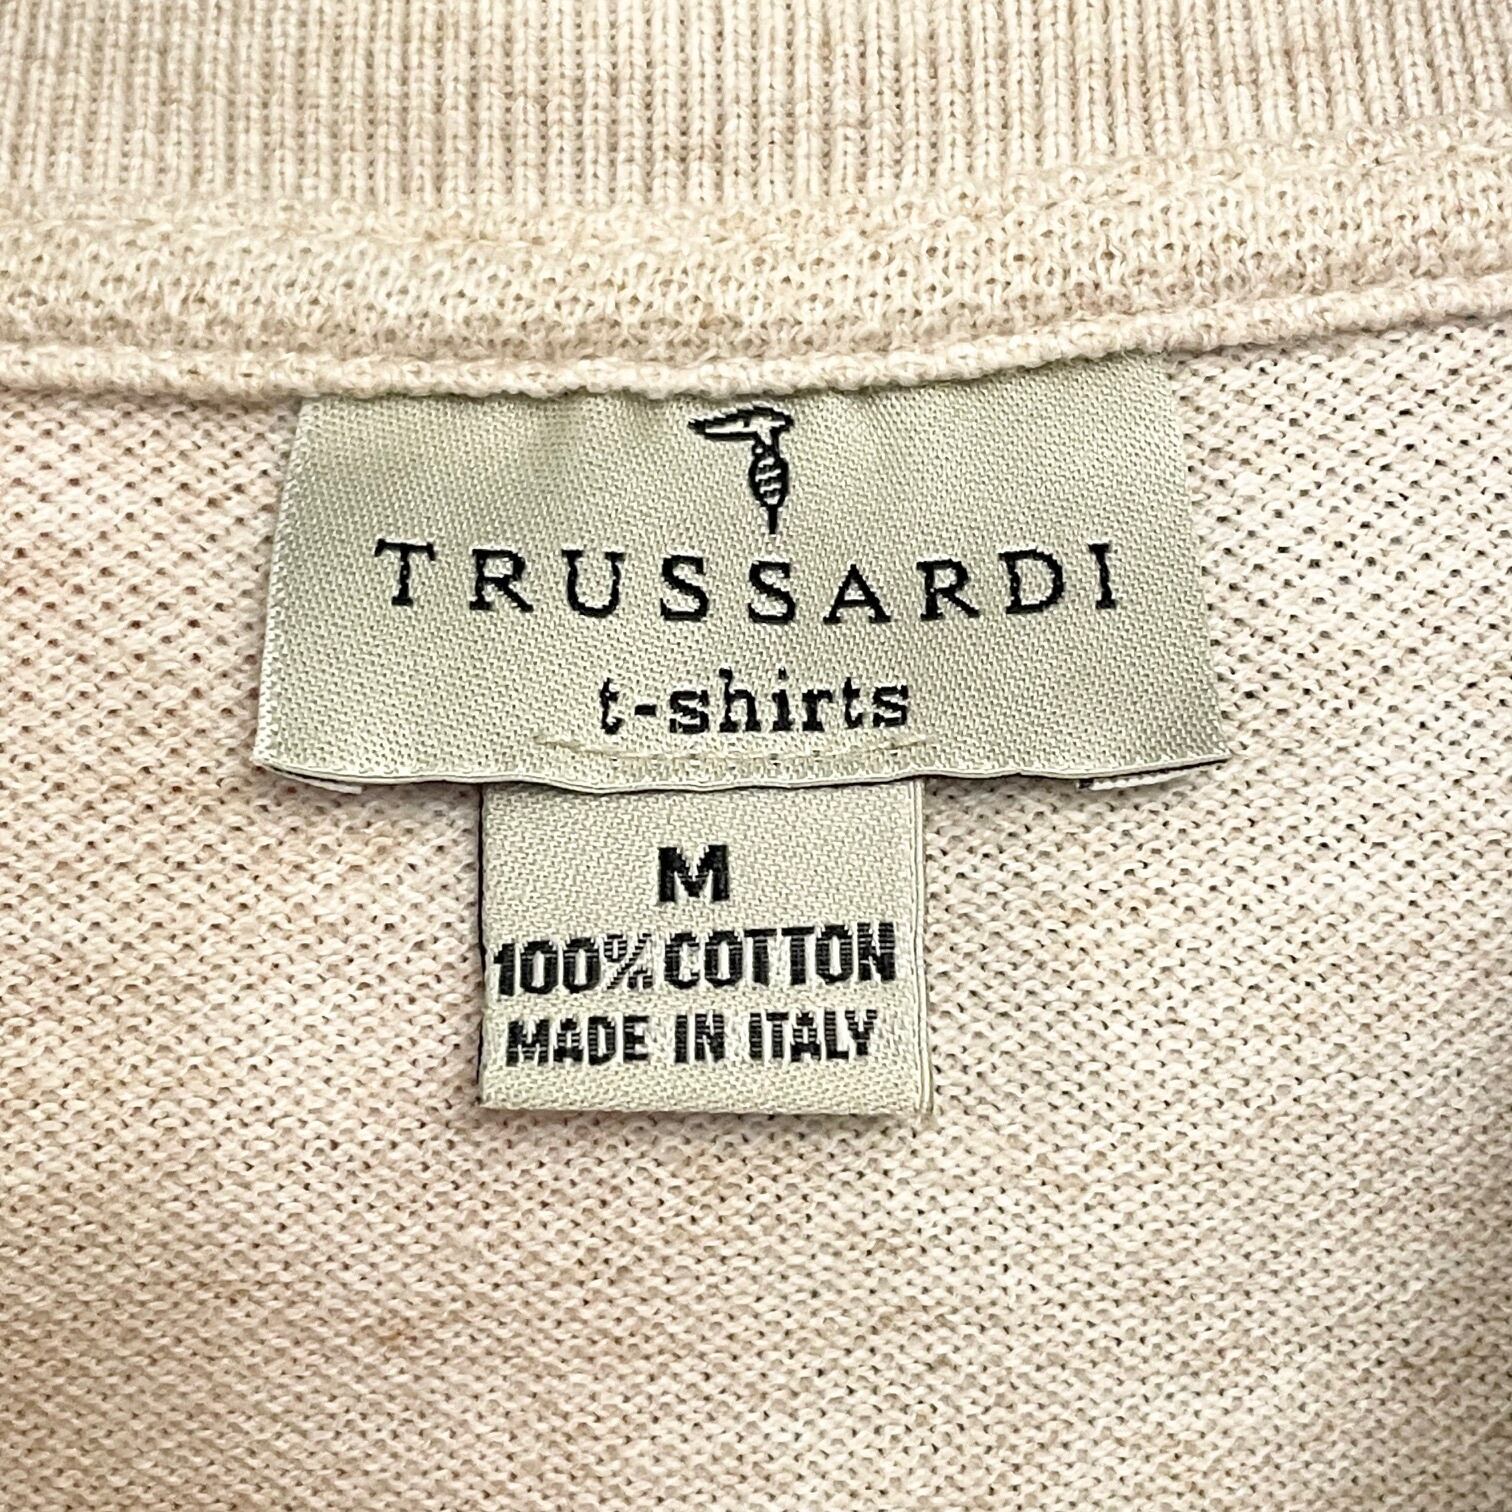 TRUSSARDI
t-shirts
M
100% COTTON
MADE IN ITALY